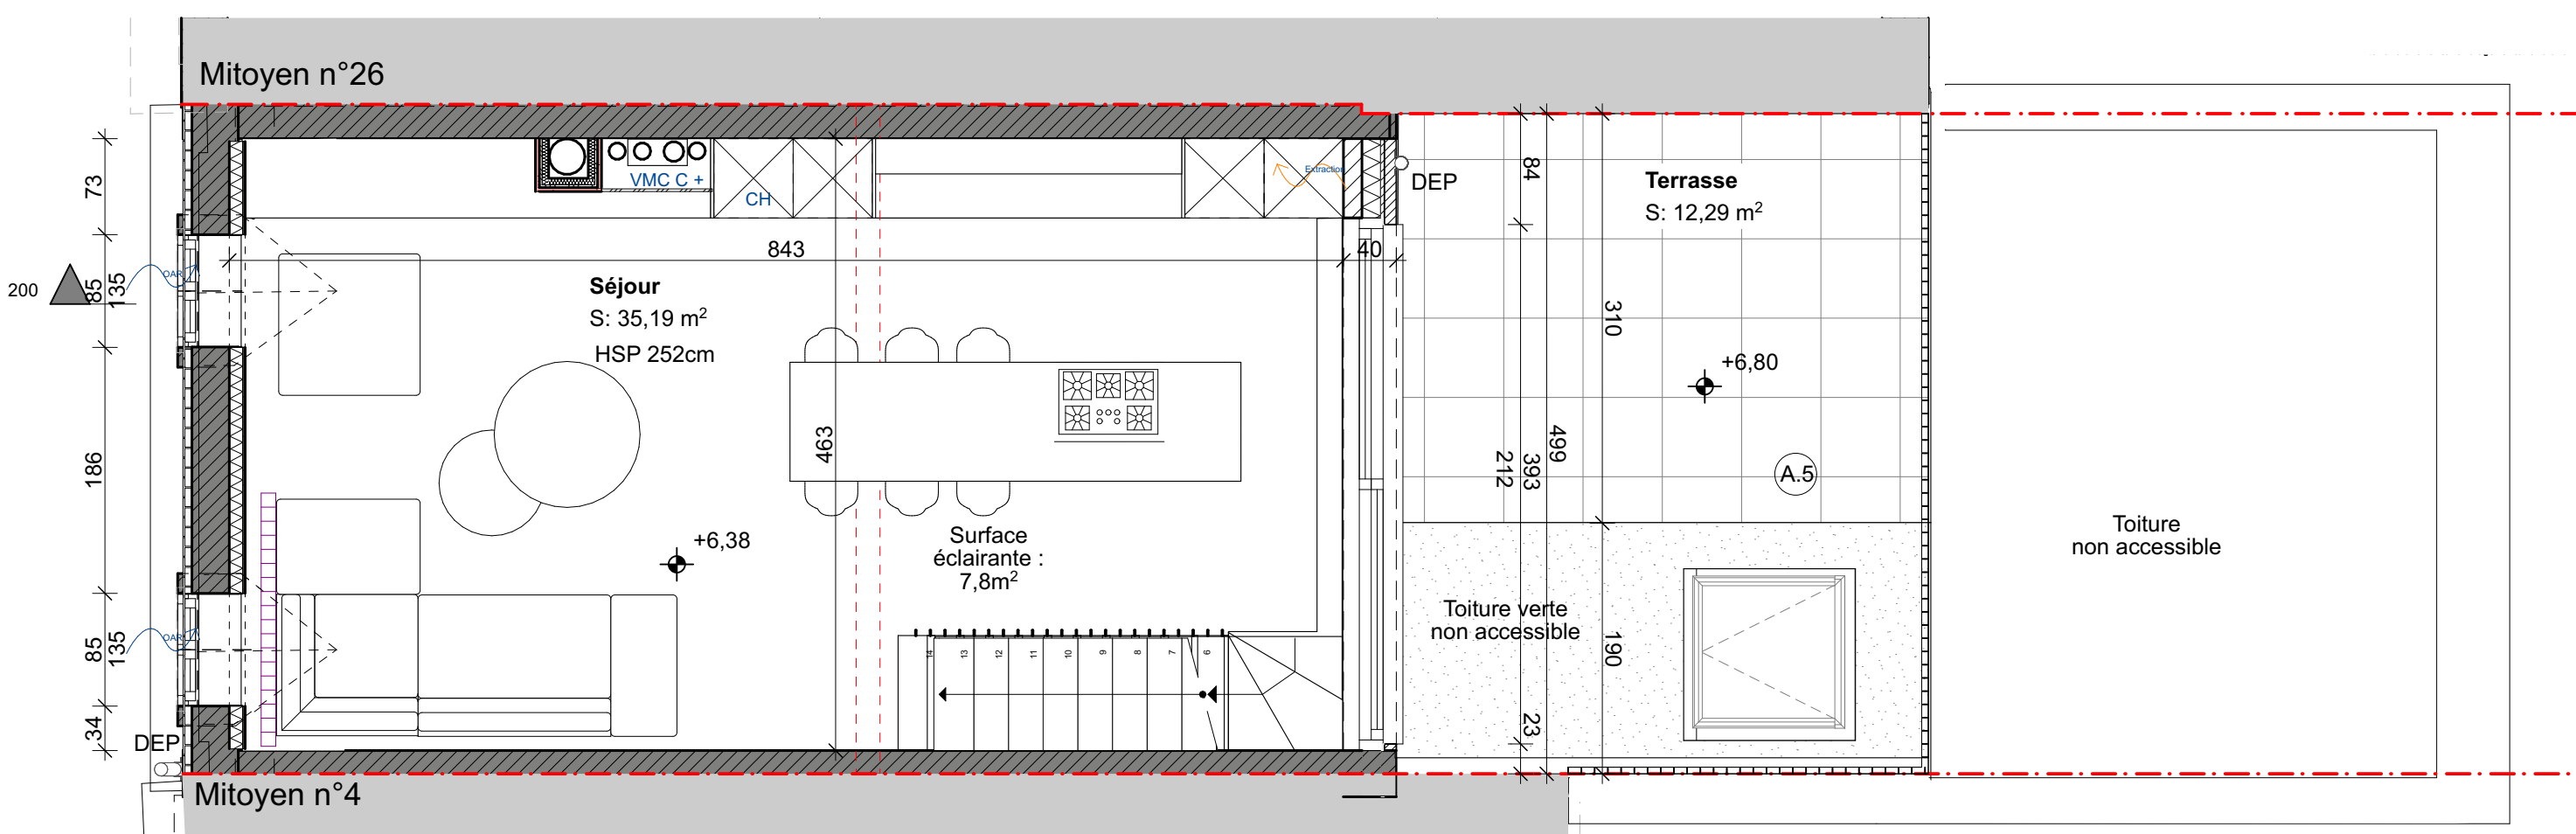 Mitoyen n°26
VMC C +
CH
Extraction
DEP
84
Terrasse
S: 12,29 m²
73
843
40
200
85
135
OAR
Séjour
S: 35,19 m²
HSP 252cm
310
+6,80
463
186
499
393
212
A.5
+6,38
Surface
éclairante :
7,8m²
Toiture
non accessible
Toiture verte
non accessible
190
85
135
OAR
14
13
12
11
10
9
8
7
6
34
23
DEP
Mitoyen n°4